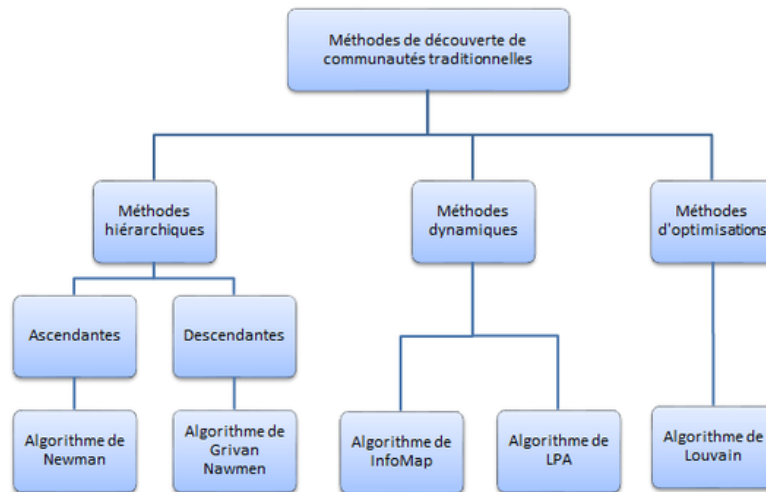 Méthodes de découverte de
communautés traditionnelles
Méthodes
hiérarchiques
Méthodes
dynamiques
Méthodes
d'optimisations
Ascendantes
Descendantes
Algorithme de
Newman
Algorithme de
Grivan
Nawmen
Algorithme de
InfoMap
Algorithme de
LPA
Algorithme de
Louvain